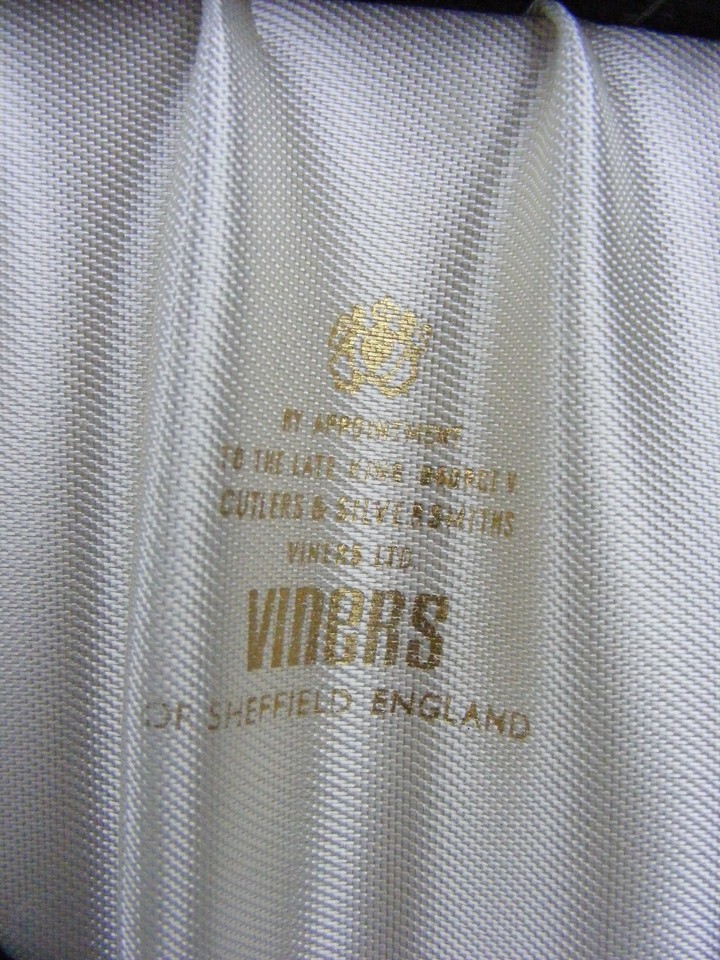 BY APPOINTMENT
TO THE LATE KING GEORGE V
CUTLERS & SILVERSMITHS
VINERS LTD.
VINERS
OF SHEFFIELD ENGLAND